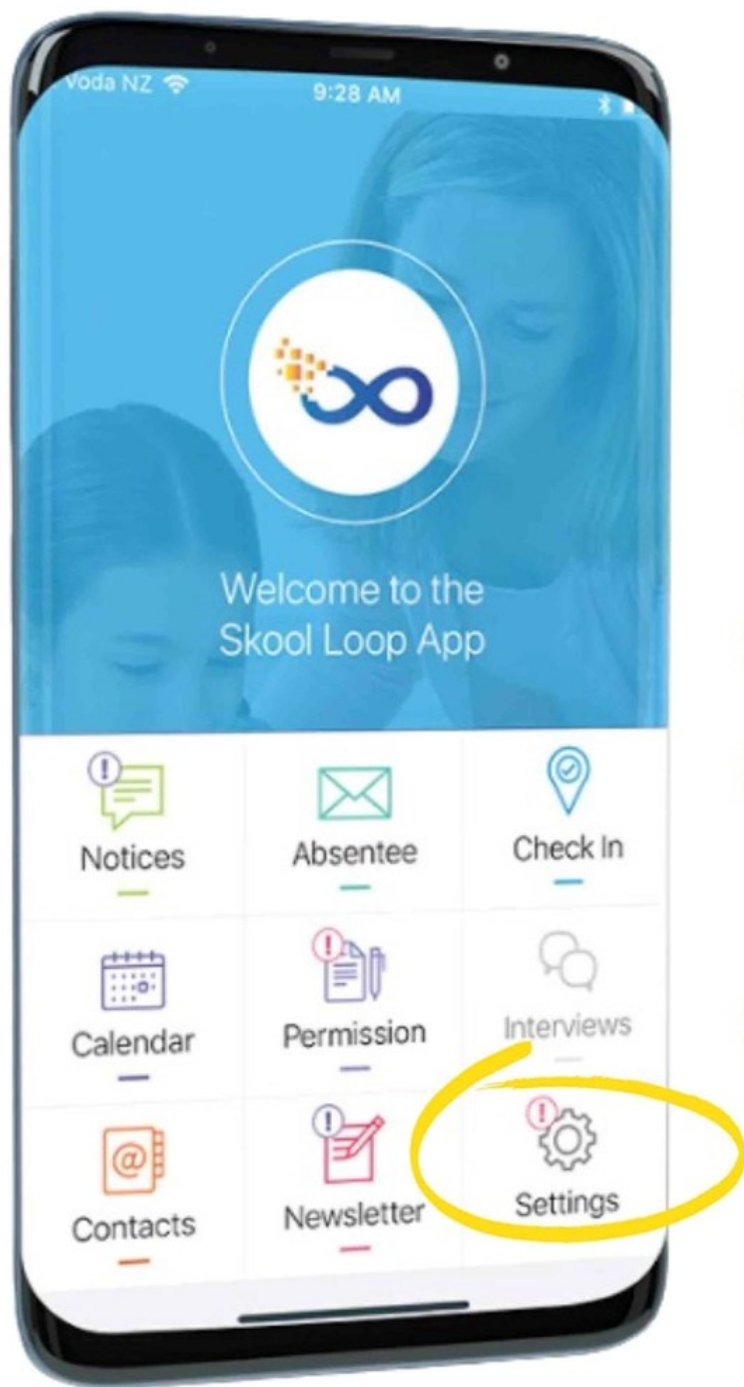 Voda NZ
9:28 AM
Welcome to the
Skool Loop App
! Notices
Absentee
Check In
Calendar
! Permission
Interviews
@ Contacts
! Newsletter
! Settings